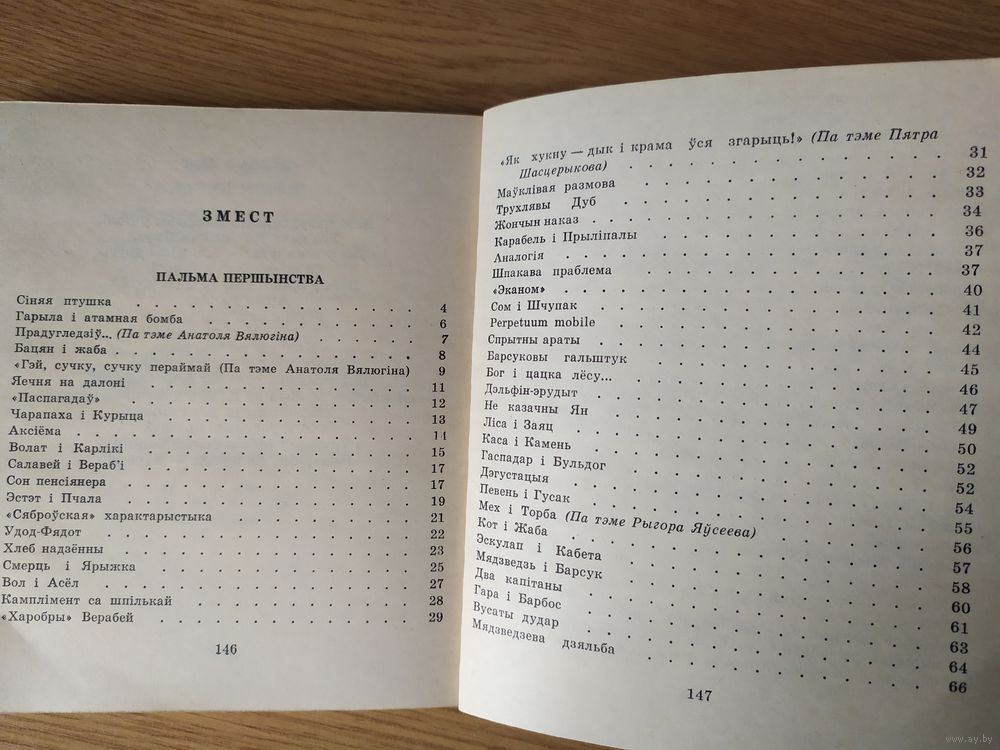 ЗМЕСТ
ПАЛЬМА ПЕРШЫНСТВА
Сіняя птушка . . . . . . . . . . . 4
Гарыла і атамная бомба . . . . . . . . 6
Прадугледзіў... (Па тэме Анатоля Вялюгіна) . . . . 7
Бацян і жаба . . . . . . . . . . . 8
«Гэй, сучку, сучку пераймай (Па тэме Анатоля Вялюгіна) 9
Яечня на далоні . . . . . . . . . . 11
«Паспагадаў» . . . . . . . . . . . 12
Чарапаха і Курыца . . . . . . . . . 13
Аксіёма . . . . . . . . . . . . 14
Волат і Карлікі . . . . . . . . . . 15
Салавей і Вераб'і . . . . . . . . . 17
Сон пенсіянера . . . . . . . . . . 17
Эстэт і Пчала . . . . . . . . . . 19
«Сяброўская» характарыстыка . . . . . . . 21
Удод-Фядот . . . . . . . . . . . 22
Хлеб надзённы . . . . . . . . . . 23
Смерць і Ярыжка . . . . . . . . . . 25
Вол і Асёл . . . . . . . . . . . 27
Камплімент са шпількай . . . . . . . . 28
«Харобры» Верабей . . . . . . . . . 29
146
«Як хукну — дык і крама ўся згарыць!» (Па тэме Пятра
Шасцерыкова) . . . . . . . . . . 31
Маўклівая размова . . . . . . . . . 32
Трухлявы Дуб . . . . . . . . . . 33
Жончын наказ . . . . . . . . . . 34
Карабель і Прыліпалы . . . . . . . . 36
Аналогія . . . . . . . . . . . 37
Шпакава праблема . . . . . . . . . 37
«Эканом» . . . . . . . . . . . 40
Сом і Шчупак . . . . . . . . . . 41
Perpetuum mobile . . . . . . . . . 42
Спрытны араты . . . . . . . . . . 44
Барсуковы гальштук . . . . . . . . . 45
Бог і цацка лёсу... . . . . . . . . . 46
Дэльфін-эрудыт . . . . . . . . . . 47
Не казачны Ян . . . . . . . . . . 49
Ліса і Заяц . . . . . . . . . . 50
Каса і Камень . . . . . . . . . . 52
Гаспадар і Бульдог . . . . . . . . . 52
Дэгустацыя . . . . . . . . . . . 54
Певень і Гусак . . . . . . . . . . 55
Мех і Торба (Па тэме Рыгора Яўсеева) . . . . . 56
Кот і Жаба . . . . . . . . . . . 57
Эскулап і Кабета . . . . . . . . . 58
Мядзведзь і Барсук . . . . . . . . . 60
Два капітаны . . . . . . . . . . 61
Гара і Барбос . . . . . . . . . . 63
Вусаты дудар . . . . . . . . . . 64
Мядзведзева дзяльба . . . . . . . . . 66
147
www.ay.by